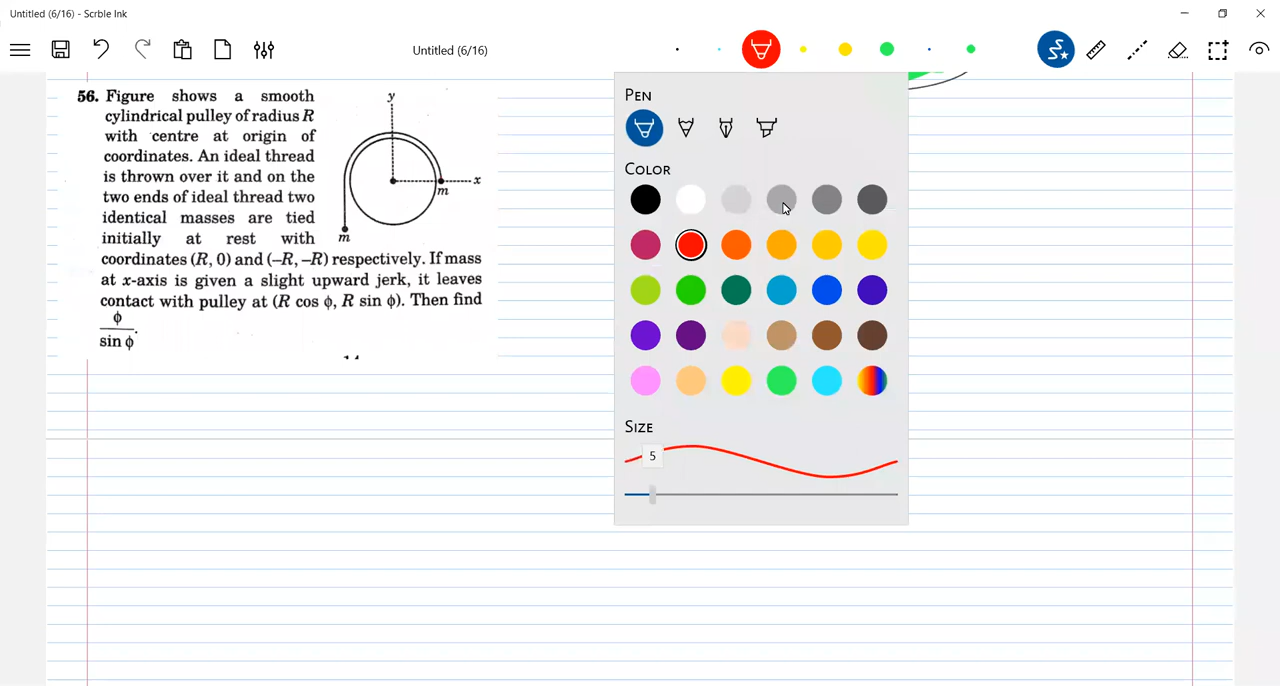 Untitled (6/16) - Scrble Ink
Untitled (6/16)
56. Figure shows a smooth
cylindrical pulley of radius R
with centre at origin of
coordinates. An ideal thread
is thrown over it and on the
two ends of ideal thread two
identical masses are tied
initially at rest with
coordinates (R, 0) and (–R, –R) respectively. If mass
at x-axis is given a slight upward jerk, it leaves
contact with pulley at (R cos ϕ, R sin ϕ). Then find
ϕ
sin ϕ.
y
x
m
m
PEN
COLOR
SIZE
5